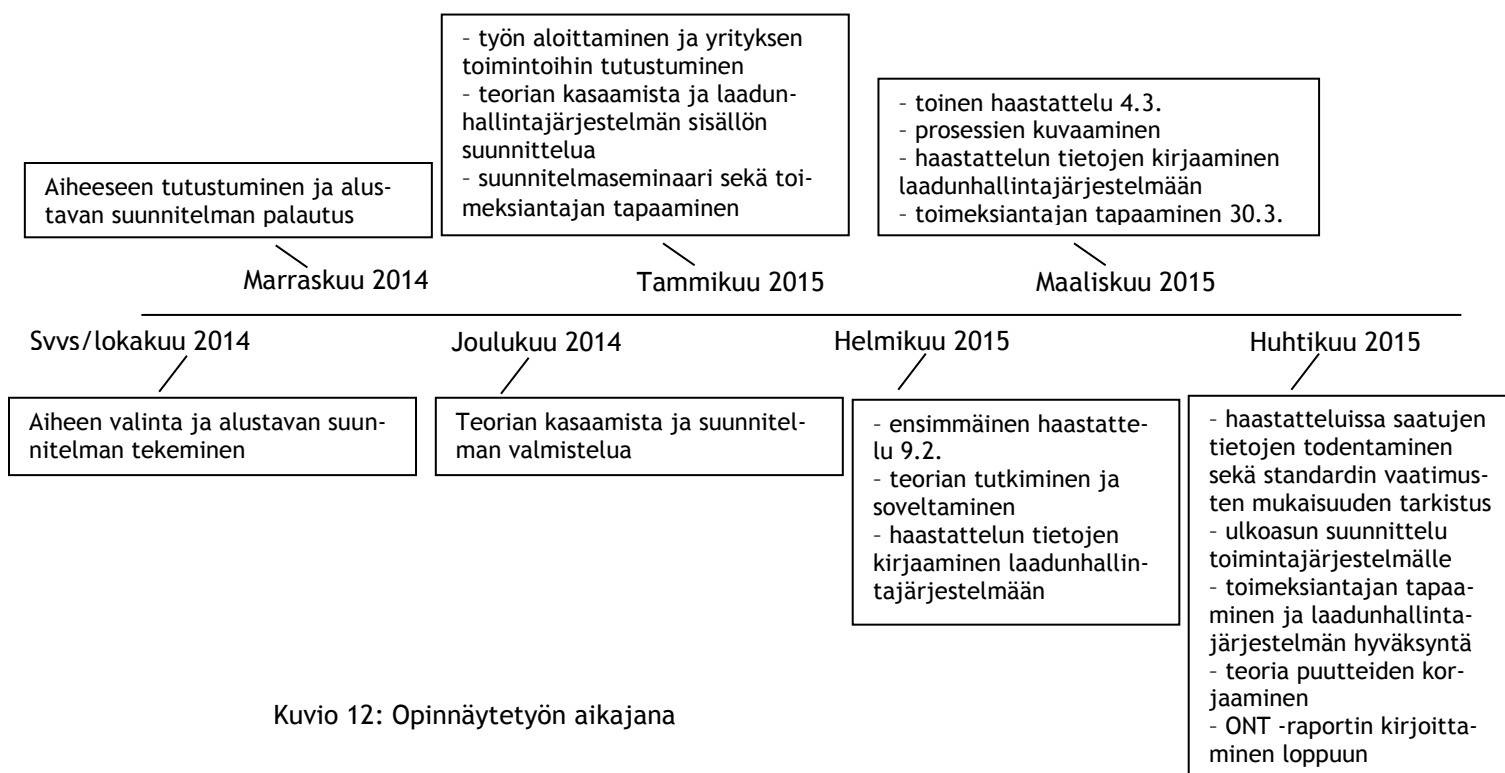 - työn aloittaminen ja yrityksen
toimintoihin tutustuminen
- teorian kasaamista ja laadun-
hallintajärjestelmän sisällön
suunnittelua
- suunnitelmaseminaari sekä toi-
meksiantajan tapaaminen
- toinen haastattelu 4.3.
- prosessien kuvaaminen
- haastattelun tietojen kirjaaminen
laadunhallintajärjestelmään
- toimeksiantajan tapaaminen 30.3.
Aiheeseen tutustuminen ja alus-
tavan suunnitelman palautus
Marraskuu 2014
Tammikuu 2015
Maaliskuu 2015
Syys/lokakuu 2014
Joulukuu 2014
Helmikuu 2015
Huhtikuu 2015
Aiheen valinta ja alustavan suun-
nitelman tekeminen
Teorian kasaamista ja suunnitel-
man valmistelua
- ensimmäinen haastatte-
lu 9.2.
- teorian tutkiminen ja
soveltaminen
- haastattelun tietojen
kirjaaminen laadunhallin-
tajärjestelmään
- haastatteluissa saatujen
tietojen todentaminen
sekä standardin vaatimus-
ten mukaisuuden tarkistus
- ulkoasun suunnittelu
toimintajärjestelmälle
- toimeksiantajan tapaa-
minen ja laadunhallinta-
järjestelmän hyväksyntä
- teoria puutteiden kor-
jaaminen
- ONT -raportin kirjoitta-
minen loppuun
Kuvio 12: Opinnäytetyön aikajana